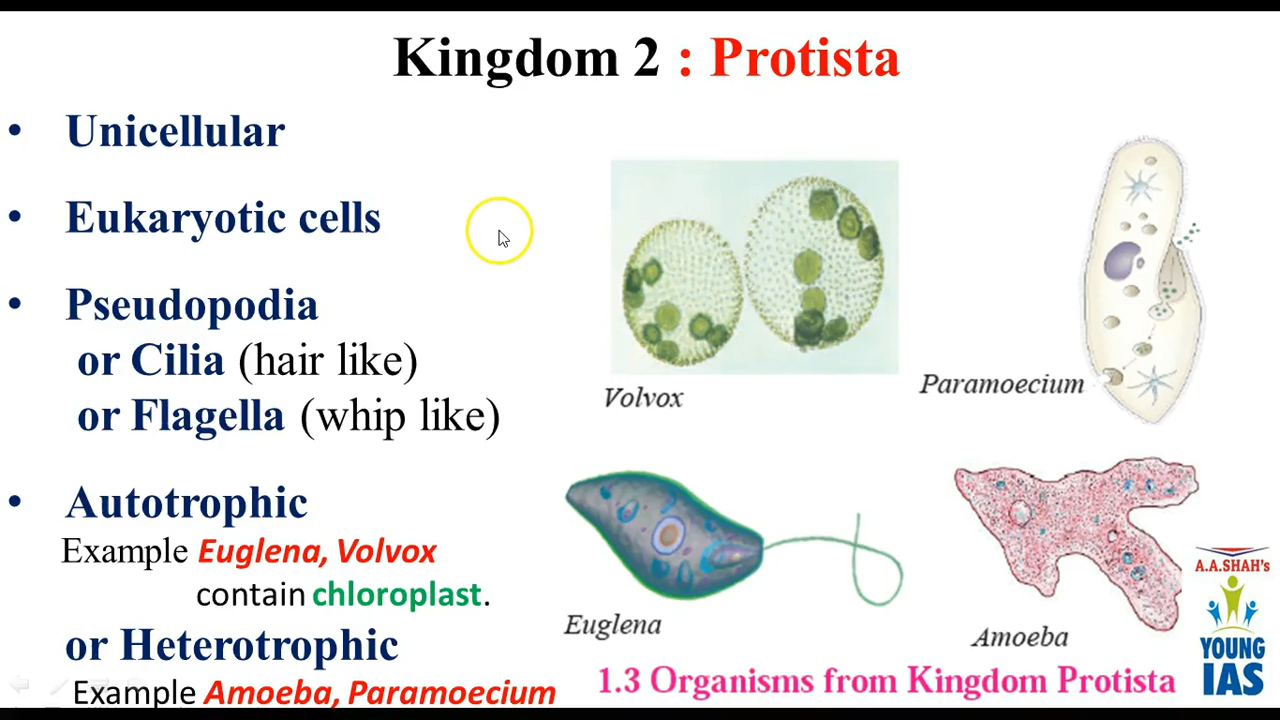 Kingdom 2 : Protista
• Unicellular
• Eukaryotic cells
• Pseudopodia
or Cilia (hair like)
or Flagella (whip like)
• Autotrophic
Example Euglena, Volvox
contain chloroplast.
or Heterotrophic
Example Amoeba, Paramoecium
Volvox
Paramoecium
Euglena
Amoeba
1.3 Organisms from Kingdom Protista
A.A.SHAH's
YOUNG
IAS